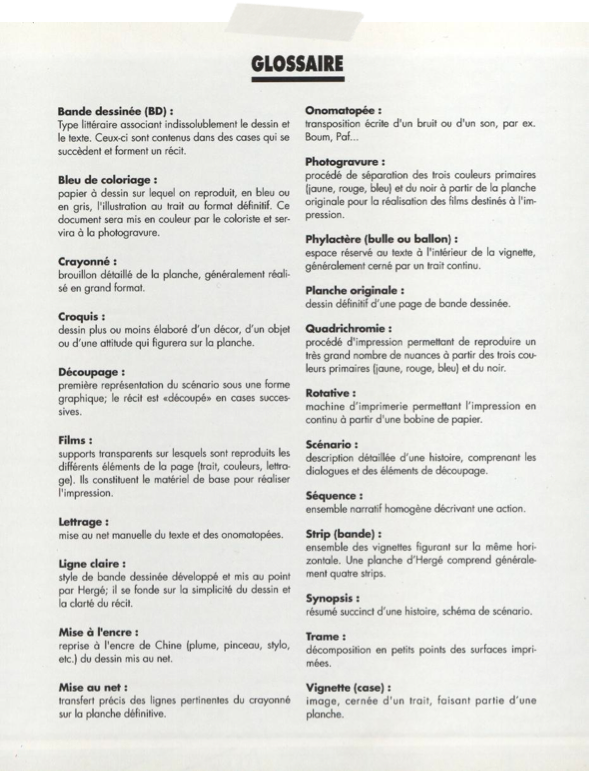 GLOSSAIRE
Bande dessinée (BD) :
Type littéraire associant indissolublement le dessin et
le texte. Ceux-ci sont contenus dans des cases qui se
succèdent et forment un récit.
Bleu de coloriage :
papier à dessin sur lequel on reproduit, en bleu ou
en gris, l'illustration au trait au format définitif. Ce
document sera mis en couleur par le coloriste et ser-
vira à la photogravure.
Crayonné :
brouillon détaillé de la planche, généralement réali-
sé en grand format.
Croquis :
dessin plus ou moins élaboré d'un décor, d'un objet
ou d'une attitude qui figurera sur la planche.
Découpage :
première représentation du scénario sous une forme
graphique; le récit est «découpé» en cases succes-
sives.
Films :
supports transparents sur lesquels sont reproduits les
différents éléments de la page (trait, couleurs, lettra-
ge). Ils constituent le matériel de base pour réaliser
l'impression.
Lettrage :
mise au net manuelle du texte et des onomatopées.
Ligne claire :
style de bande dessinée développé et mis au point
par Hergé; il se fonde sur la simplicité du dessin et
la clarté du récit.
Mise à l'encre :
reprise à l'encre de Chine (plume, pinceau, stylo,
etc.) du dessin mis au net.
Mise au net :
transfert précis des lignes pertinentes du crayonné
sur la planche définitive.
Onomatopée :
transposition écrite d'un bruit ou d'un son, par ex.
Boum, Paf...
Photogravure :
procédé de séparation des trois couleurs primaires
(jaune, rouge, bleu) et du noir à partir de la planche
originale pour la réalisation des films destinés à l'im-
pression.
Phylactère (bulle ou ballon) :
espace réservé au texte à l'intérieur de la vignette,
généralement cerné par un trait continu.
Planche originale :
dessin définitif d'une page de bande dessinée.
Quadrichromie :
procédé d'impression permettant de reproduire un
très grand nombre de nuances à partir des trois cou-
leurs primaires (jaune, rouge, bleu) et du noir.
Rotative :
machine d'imprimerie permettant l'impression en
continu à partir d'une bobine de papier.
Scénario :
description détaillée d'une histoire, comprenant les
dialogues et des éléments de découpage.
Séquence :
ensemble narratif homogène décrivant une action.
Strip (bande) :
ensemble des vignettes figurant sur la même hori-
zontale. Une planche d'Hergé comprend générale-
ment quatre strips.
Synopsis :
résumé succinct d'une histoire, schéma de scénario.
Trame :
décomposition en petits points des surfaces impri-
mées.
Vignette (case) :
image, cernée d'un trait, faisant partie d'une
planche.